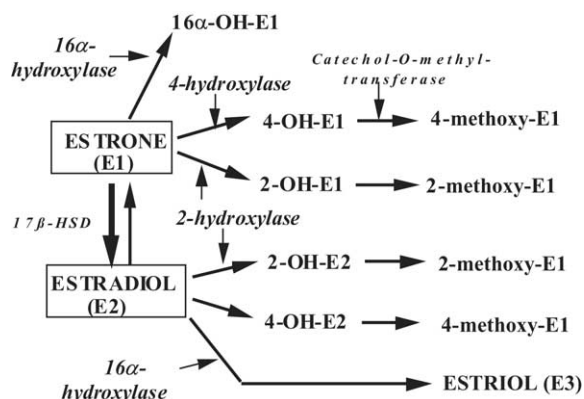 16α-OH-E1
16α-
hydroxylase
Catechol-O-methyl-
transferase
4-hydroxylase
4-OH-E1
4-methoxy-E1
ESTRONE
(E1)
2-OH-E1
2-methoxy-E1
17β-HSD
2-hydroxylase
2-OH-E2
2-methoxy-E1
ESTRADIOL
(E2)
4-OH-E2
4-methoxy-E1
16α-
hydroxylase
ESTRIOL (E3)